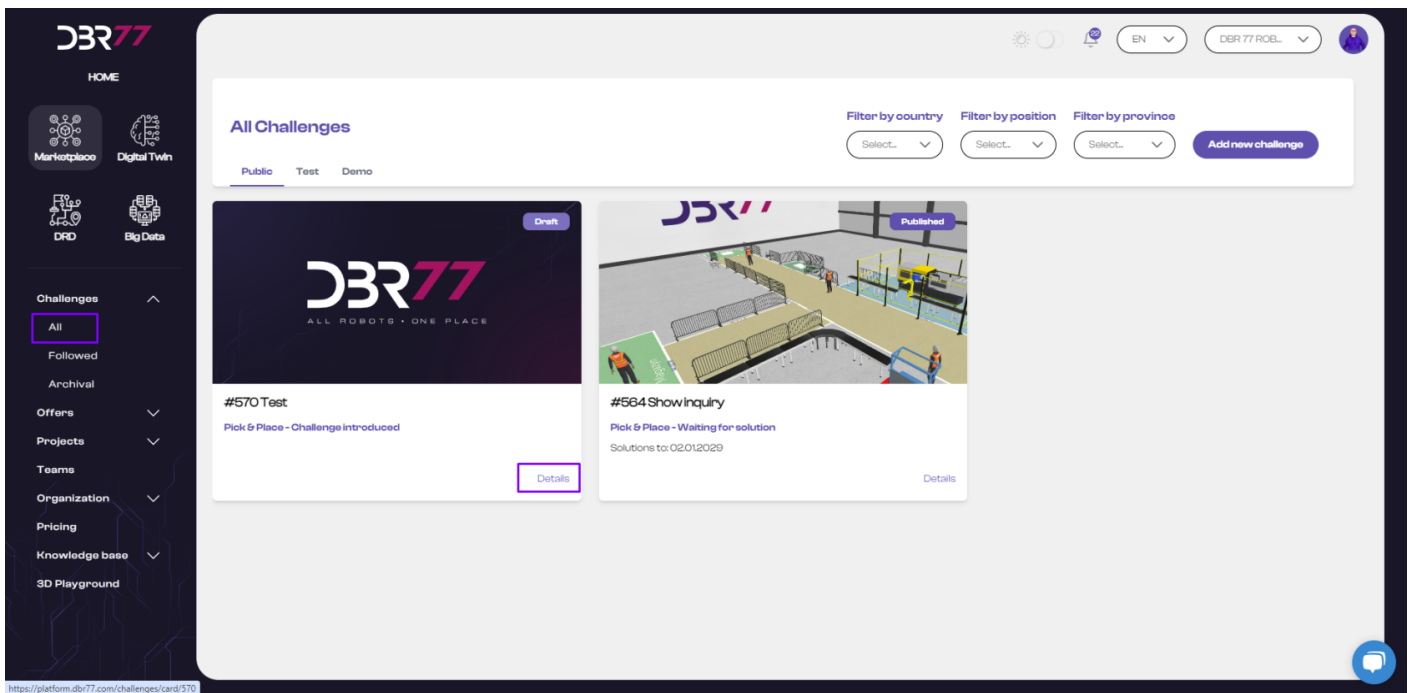 DBR77
HOME
Marketplace
Digital Twin
DRD
Big Data
Challenges
All
Followed
Archival
Offers
Projects
Teams
Organization
Pricing
Knowledge base
3D Playground
22
EN
DBR 77 ROB...
All Challenges
Filter by country
Filter by position
Filter by province
Select...
Select...
Select...
Add new challenge
Public
Test
Demo
Draft
DBR77
ALL ROBOTS • ONE PLACE
#570 Test
Pick & Place - Challenge introduced
Details
DBR77
Published
#564 Show inquiry
Pick & Place - Waiting for solution
Solutions to: 02.01.2029
Details
https://platform.dbr77.com/challenges/card/570